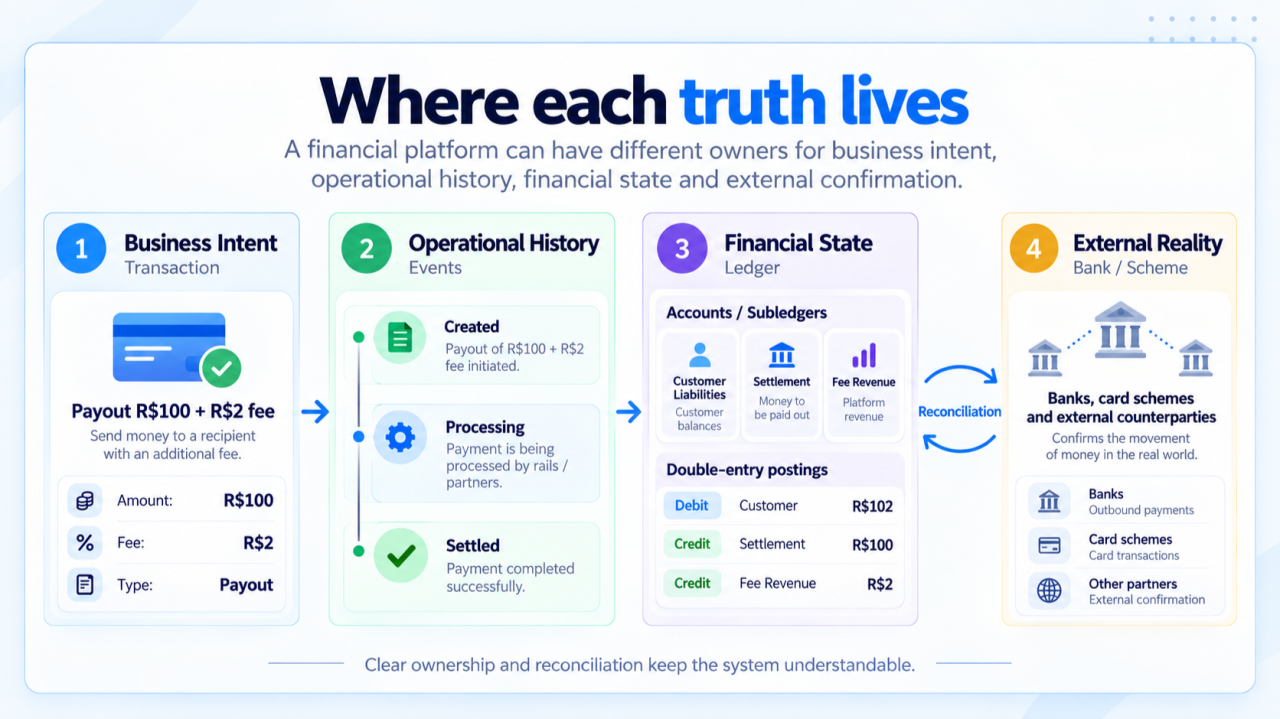 Where each truth lives
A financial platform can have different owners for business intent,
operational history, financial state and external confirmation.
1
Business Intent
Transaction
Payout R$100 + R$2 fee
Send money to a recipient
with an additional fee.
Amount: R$100
% Fee: R$2
Type: Payout
2
Operational History
Events
Created
Payout of R$100 + R$2
fee initiated.
Processing
Payment is being
processed by rails /
partners.
Settled
Payment completed
successfully.
3
Financial State
Ledger
Accounts / Subledgers
Customer
Liabilities
Customer
balances
Settlement
Money to
be paid out
Fee Revenue
Platform
revenue
Double-entry postings
Debit Customer R$102
Credit Settlement R$100
Credit Fee Revenue R$2
Reconciliation
4
External Reality
Bank / Scheme
Banks, card schemes
and external counterparties
Confirms the movement
of money in the real world.
Banks
Outbound payments
Card schemes
Card transactions
Other partners
External confirmation
Clear ownership and reconciliation keep the system understandable.